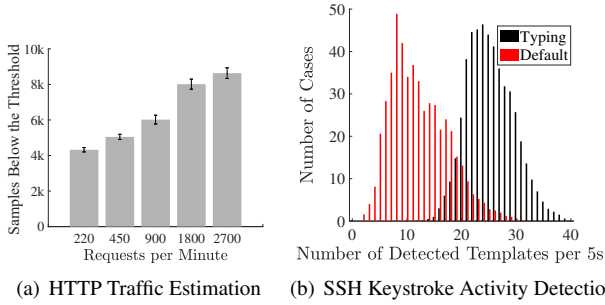 Samples Below the Threshold
10k
8k
6k
4k
2k
0
220 450 900 1800 2700
Requests per Minute
(a) HTTP Traffic Estimation
Number of Cases
50
40
30
20
10
0
Typing
Default
0 10 20 30 40
Number of Detected Templates per 5s
(b) SSH Keystroke Activity Detectio